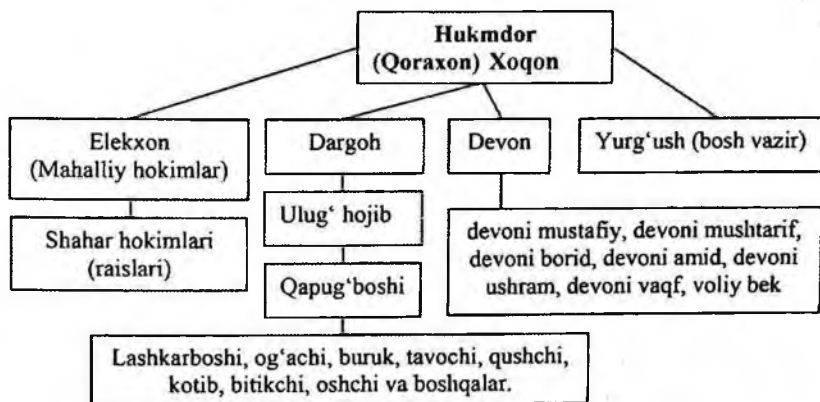 Hukmdor
(Qoraxon) Xoqon
Elekxon
(Mahalliy hokimlar)
Dargoh
Devon
Yurg‘ush (bosh vazir)
Shahar hokimlari
(raislari)
Ulug‘ hojib
devoni mustafiy, devoni mushtarif,
devoni borid, devoni amid, devoni
ushram, devoni vaqf, voliy bek
Qapug‘boshi
Lashkarboshi, og‘achi, buruk, tavochi, qushchi,
kotib, bitikchi, oshchi va boshqalar.